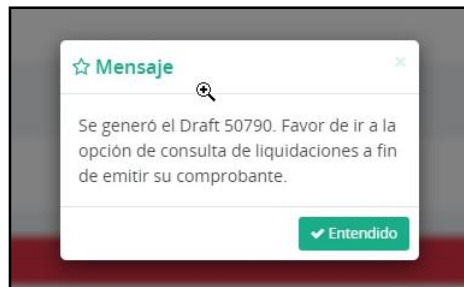 Mensaje
Se generó el Draft 50790. Favor de ir a la
opción de consulta de liquidaciones a fin
de emitir su comprobante.
Entendido